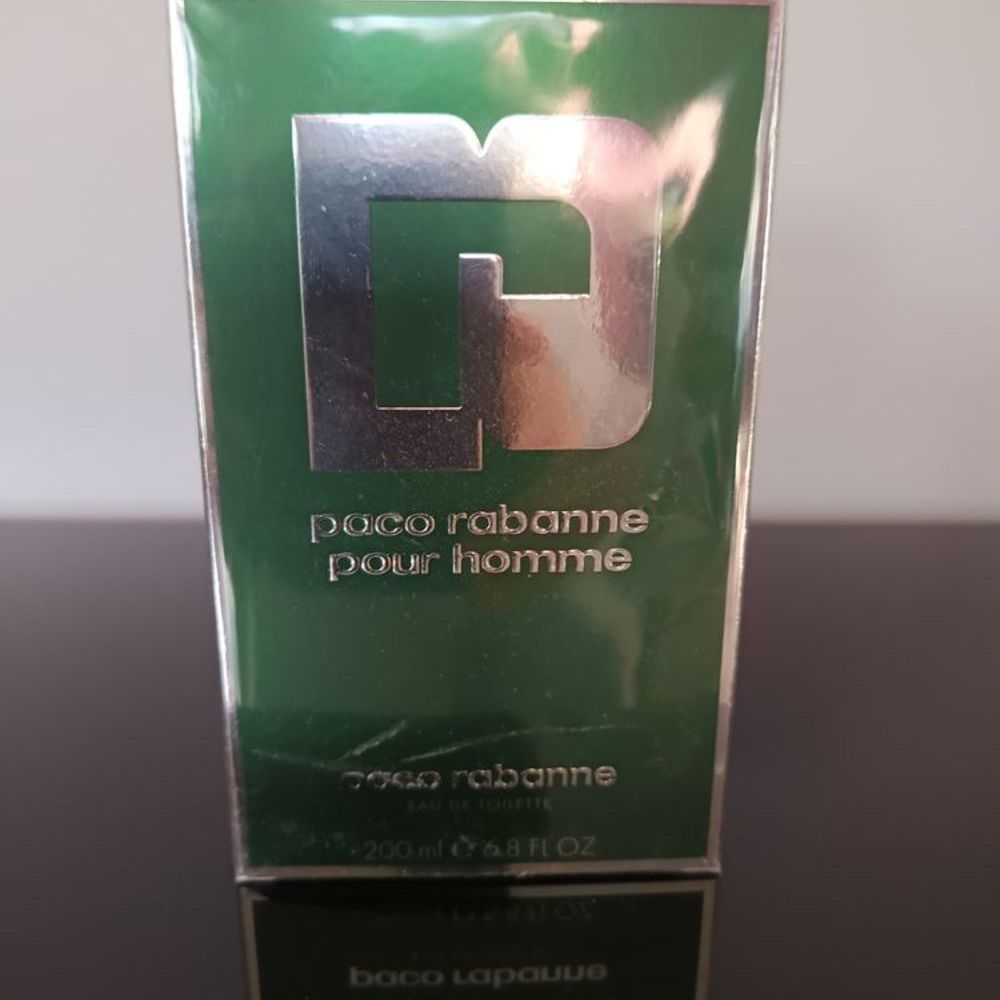 paco rabanne
pour homme
paco rabanne
EAU DE TOILETTE
200 ml ℮ 6.8 FL OZ